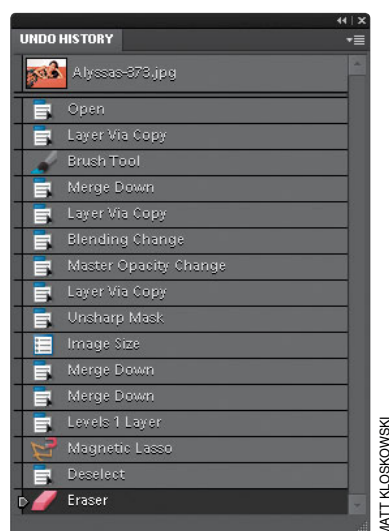 UNDO HISTORY
Alyssas-373.jpg
Open
Layer Via Copy
Brush Tool
Merge Down
Layer Via Copy
Blending Change
Master Opacity Change
Layer Via Copy
Unsharp Mask
Image Size
Merge Down
Merge Down
Levels 1 Layer
Magnetic Lasso
Deselect
Eraser
MATT KLOSKOWSKI